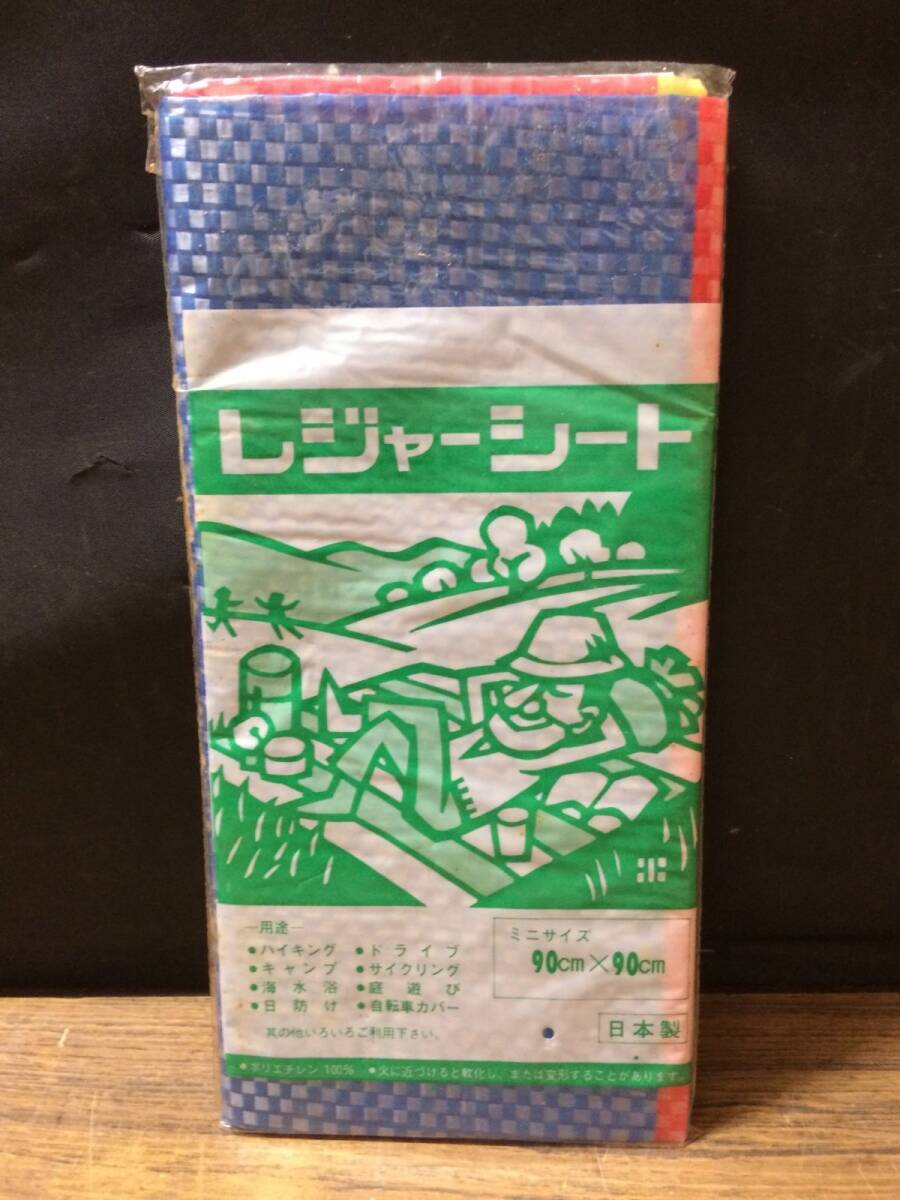 レジャーシート
―用途―
●ハイキング ●ドライブ
●キャンプ ●サイクリング
●海水浴 ●庭遊び
●日防け ●自転車カバー
其の他いろいろご利用下さい。
ミニサイズ
90cm×90cm
日本製
●ポリエチレン 100% ●火に近づけると軟化し、または変形することがあります。